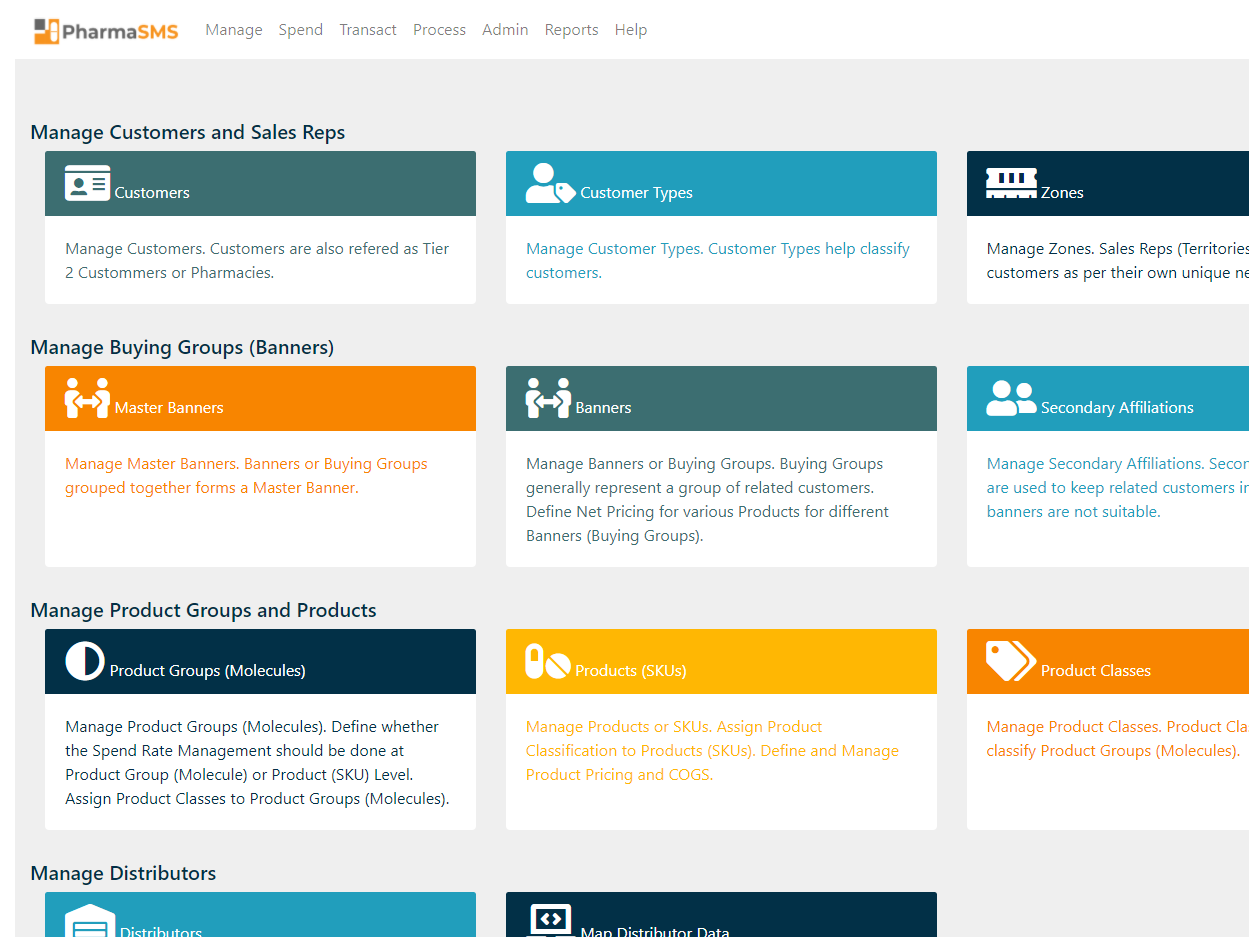 PharmaSMS Manage Spend Transact Process Admin Reports Help
Manage Customers and Sales Reps
Customers
Manage Customers. Customers are also refered as Tier
2 Custommers or Pharmacies.
Customer Types
Manage Customer Types. Customer Types help classify
customers.
Zones
Manage Zones. Sales Reps (Territories
customers as per their own unique ne
Manage Buying Groups (Banners)
Master Banners
Manage Master Banners. Banners or Buying Groups
grouped together forms a Master Banner.
Banners
Manage Banners or Buying Groups. Buying Groups
generally represent a group of related customers.
Define Net Pricing for various Products for different
Banners (Buying Groups).
Secondary Affiliations
Manage Secondary Affiliations. Secon
are used to keep related customers in
banners are not suitable.
Manage Product Groups and Products
Product Groups (Molecules)
Manage Product Groups (Molecules). Define whether
the Spend Rate Management should be done at
Product Group (Molecule) or Product (SKU) Level.
Assign Product Classes to Product Groups (Molecules).
Products (SKUs)
Manage Products or SKUs. Assign Product
Classification to Products (SKUs). Define and Manage
Product Pricing and COGS.
Product Classes
Manage Product Classes. Product Cla
classify Product Groups (Molecules).
Manage Distributors
Distributors
Map Distributor Data